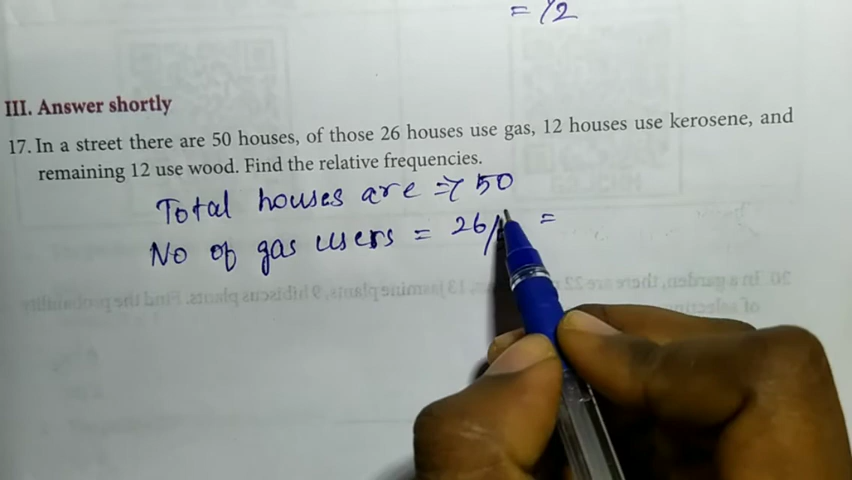 = 1/2
III. Answer shortly
17. In a street there are 50 houses, of those 26 houses use gas, 12 houses use kerosene, and
remaining 12 use wood. Find the relative frequencies.
Total houses are => 50
No of gas users = 26/ =